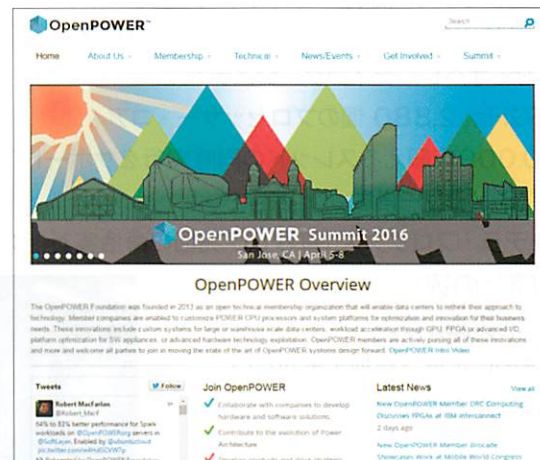 OpenPOWER™
Search
Home About Us Membership Technical News/Events Get Involved Summit
OpenPOWER™ Summit 2016
San Jose, CA | April 5-8
OpenPOWER Overview
The OpenPOWER Foundation was founded in 2013 as an open technical membership organization that will enable data centers to rethink their approach to
technology. Member companies are enabled to customize POWER CPU processors and system platforms for optimization and innovation for their business
needs. These innovations include custom systems for large or warehouse scale data centers, workload acceleration through GPU, FPGA or advanced I/O,
platform optimization for SW appliances, or advanced hardware technology exploitation. OpenPOWER members are actively pursing all of these innovations
and more and welcome all parties to join in moving the state of the art of OpenPOWER systems design forward. OpenPOWER Intro Video
Tweets Follow
Robert MacFarlan
@Robert_Macf
64% to 82% better performance for Spark
workloads on @OpenPOWERorg servers in
@SoftLayer. Enabled by @ubuntucloud
Join OpenPOWER
Collaborate with companies to develop
hardware and software solutions.
Contribute to the evolution of Power
Architecture
Latest News View all
New OpenPOWER Member DRC Computing
Discusses FPGAs at IBM Interconnect
2 days ago
New OpenPOWER Member Brocade
Showcases Work at Mobile World Congress